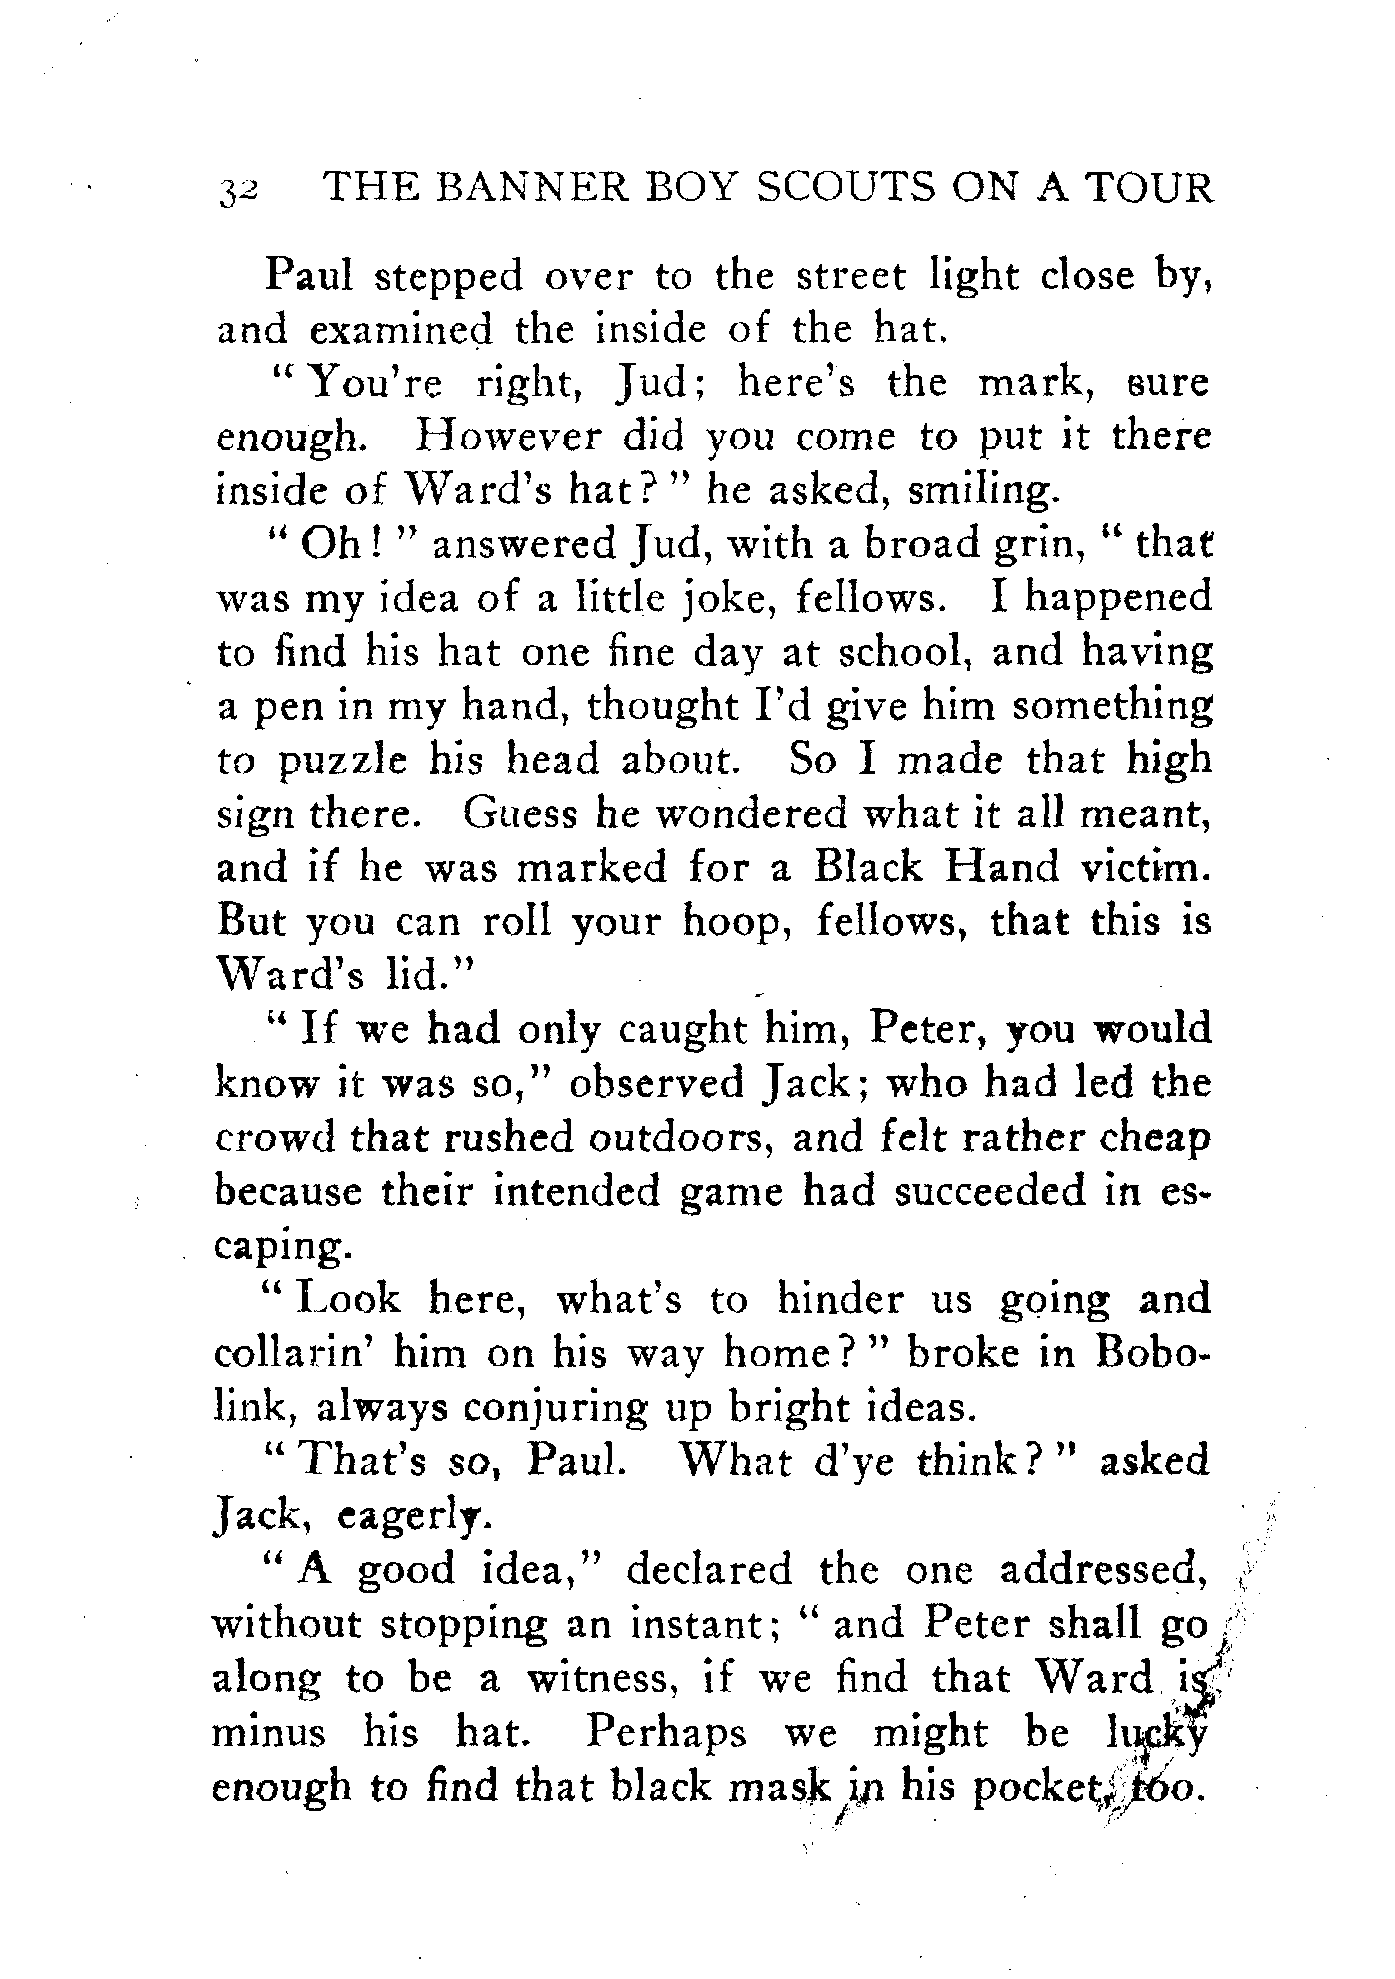 32 THE BANNER BOY SCOUTS ON A TOUR
Paul stepped over to the street light close by,
and examined the inside of the hat.
“ You're right, Jud; here's the mark, sure
enough. However did you come to put it there
inside of Ward's hat? ” he asked, smiling.
“ Oh! ” answered Jud, with a broad grin, “ that
was my idea of a little joke, fellows. I happened
to find his hat one fine day at school, and having
a pen in my hand, thought I'd give him something
to puzzle his head about. So I made that high
sign there. Guess he wondered what it all meant,
and if he was marked for a Black Hand victim.
But you can roll your hoop, fellows, that this is
Ward's lid.”
“ If we had only caught him, Peter, you would
know it was so,” observed Jack; who had led the
crowd that rushed outdoors, and felt rather cheap
because their intended game had succeeded in es-
caping.
“ Look here, what's to hinder us going and
collarin' him on his way home? ” broke in Bobo-
link, always conjuring up bright ideas.
“ That's so, Paul. What d'ye think? ” asked
Jack, eagerly.
“ A good idea,” declared the one addressed,
without stopping an instant; “ and Peter shall go
along to be a witness, if we find that Ward is
minus his hat. Perhaps we might be lucky
enough to find that black mask in his pocket, too.